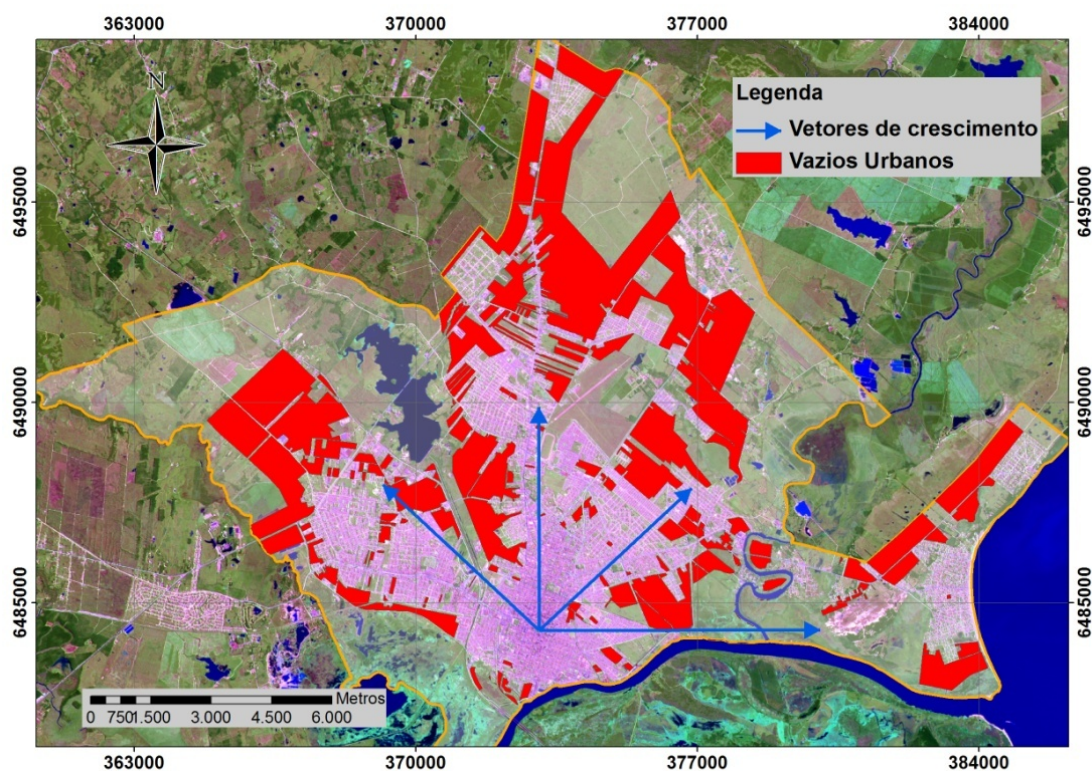 363000 370000 377000 384000
N
Legenda
Vetores de crescimento
Vazios Urbanos
6495000 6495000
6490000 6490000
6485000 6485000
Metros
0 750 1.500 3.000 4.500 6.000
363000 370000 377000 384000